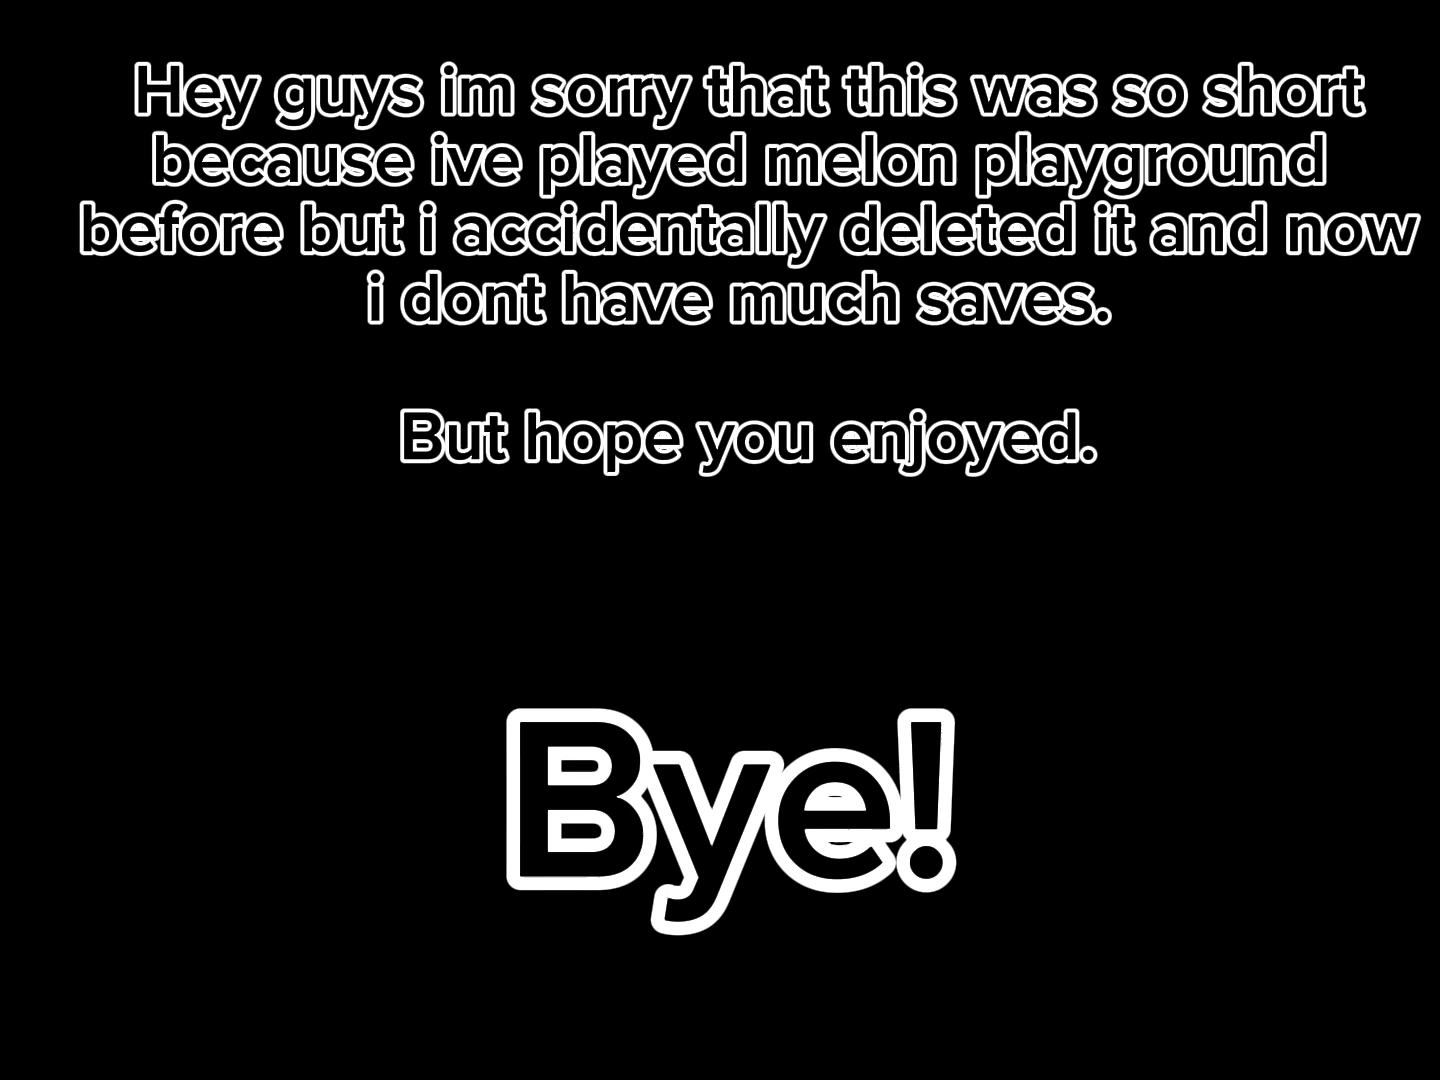 Hey guys im sorry that this was so short
because ive played melon playground
before but i accidentally deleted it and now
i dont have much saves.
But hope you enjoyed.
Bye!